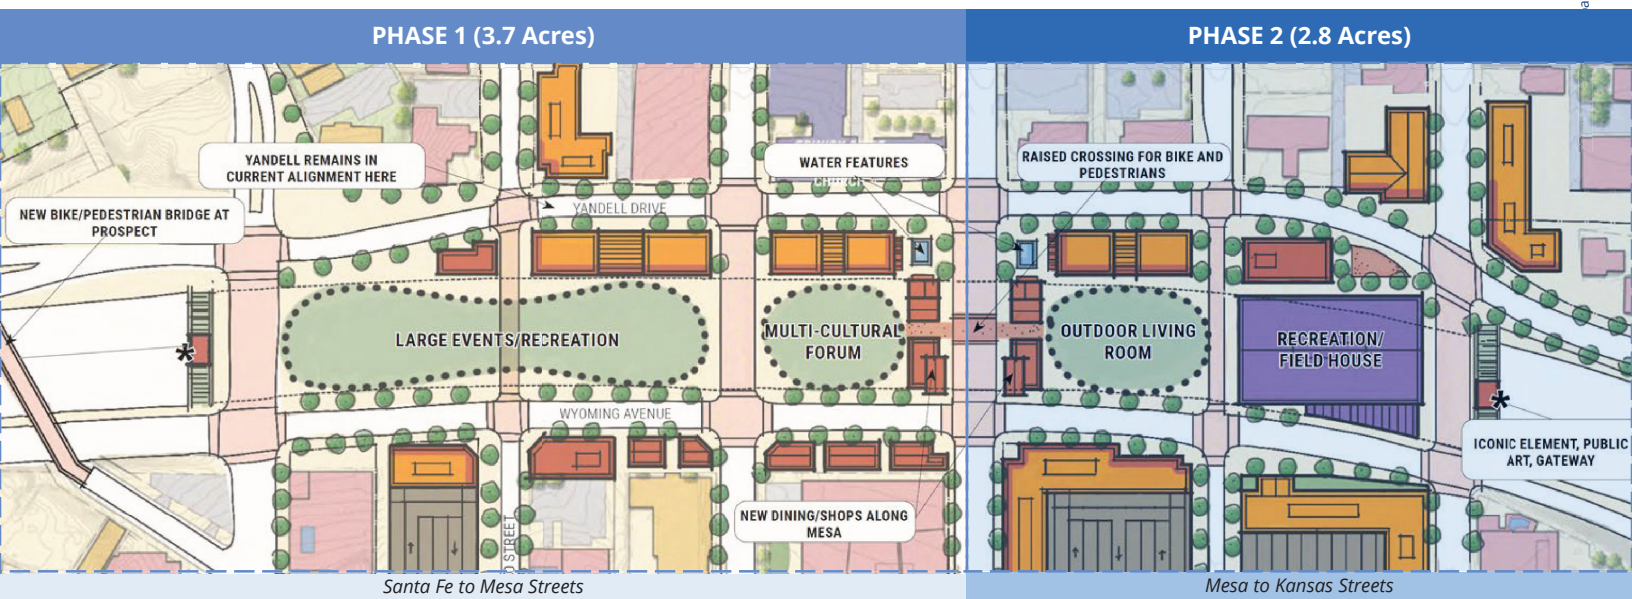 PHASE 1 (3.7 Acres)
PHASE 2 (2.8 Acres)
YANDELL REMAINS IN
CURRENT ALIGNMENT HERE
WATER FEATURES
CHURCH
RAISED CROSSING FOR BIKE AND
PEDESTRIANS
NEW BIKE/PEDESTRIAN BRIDGE AT
PROSPECT
YANDELL DRIVE
LARGE EVENTS/RECREATION
MULTI-CULTURAL
FORUM
OUTDOOR LIVING
ROOM
RECREATION/
FIELD HOUSE
*
*
WYOMING AVENUE
ICONIC ELEMENT, PUBLIC
ART, GATEWAY
NEW DINING/SHOPS ALONG
MESA
STREET
Santa Fe to Mesa Streets
Mesa to Kansas Streets